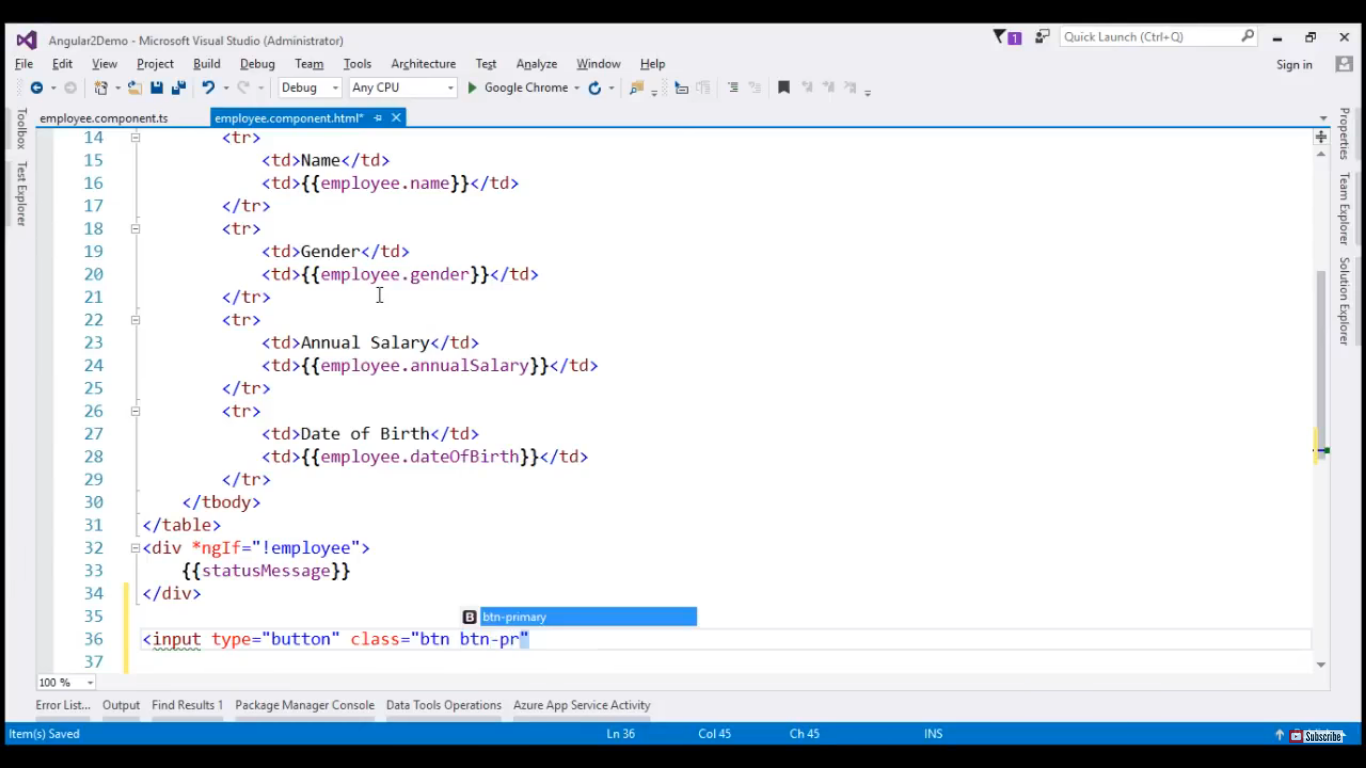 Angular2Demo - Microsoft Visual Studio (Administrator) 1 Quick Launch (Ctrl+Q)
File Edit View Project Build Debug Team Tools Architecture Test Analyze Window Help Sign in
Debug Any CPU Google Chrome
employee.component.ts employee.component.html*
Toolbox
Test Explorer
Properties
Team Explorer
Solution Explorer
14 <tr>
15 <td>Name</td>
16 <td>{{employee.name}}</td>
17 </tr>
18 <tr>
19 <td>Gender</td>
20 <td>{{employee.gender}}</td>
21 </tr>
22 <tr>
23 <td>Annual Salary</td>
24 <td>{{employee.annualSalary}}</td>
25 </tr>
26 <tr>
27 <td>Date of Birth</td>
28 <td>{{employee.dateOfBirth}}</td>
29 </tr>
30 </tbody>
31 </table>
32 <div *ngIf="!employee">
33 {{statusMessage}}
34 </div>
35
B btn-primary
36 <input type="button" class="btn btn-pr"
37
100 %
Error List... Output Find Results 1 Package Manager Console Data Tools Operations Azure App Service Activity
Item(s) Saved Ln 36 Col 45 Ch 45 INS Subscribe